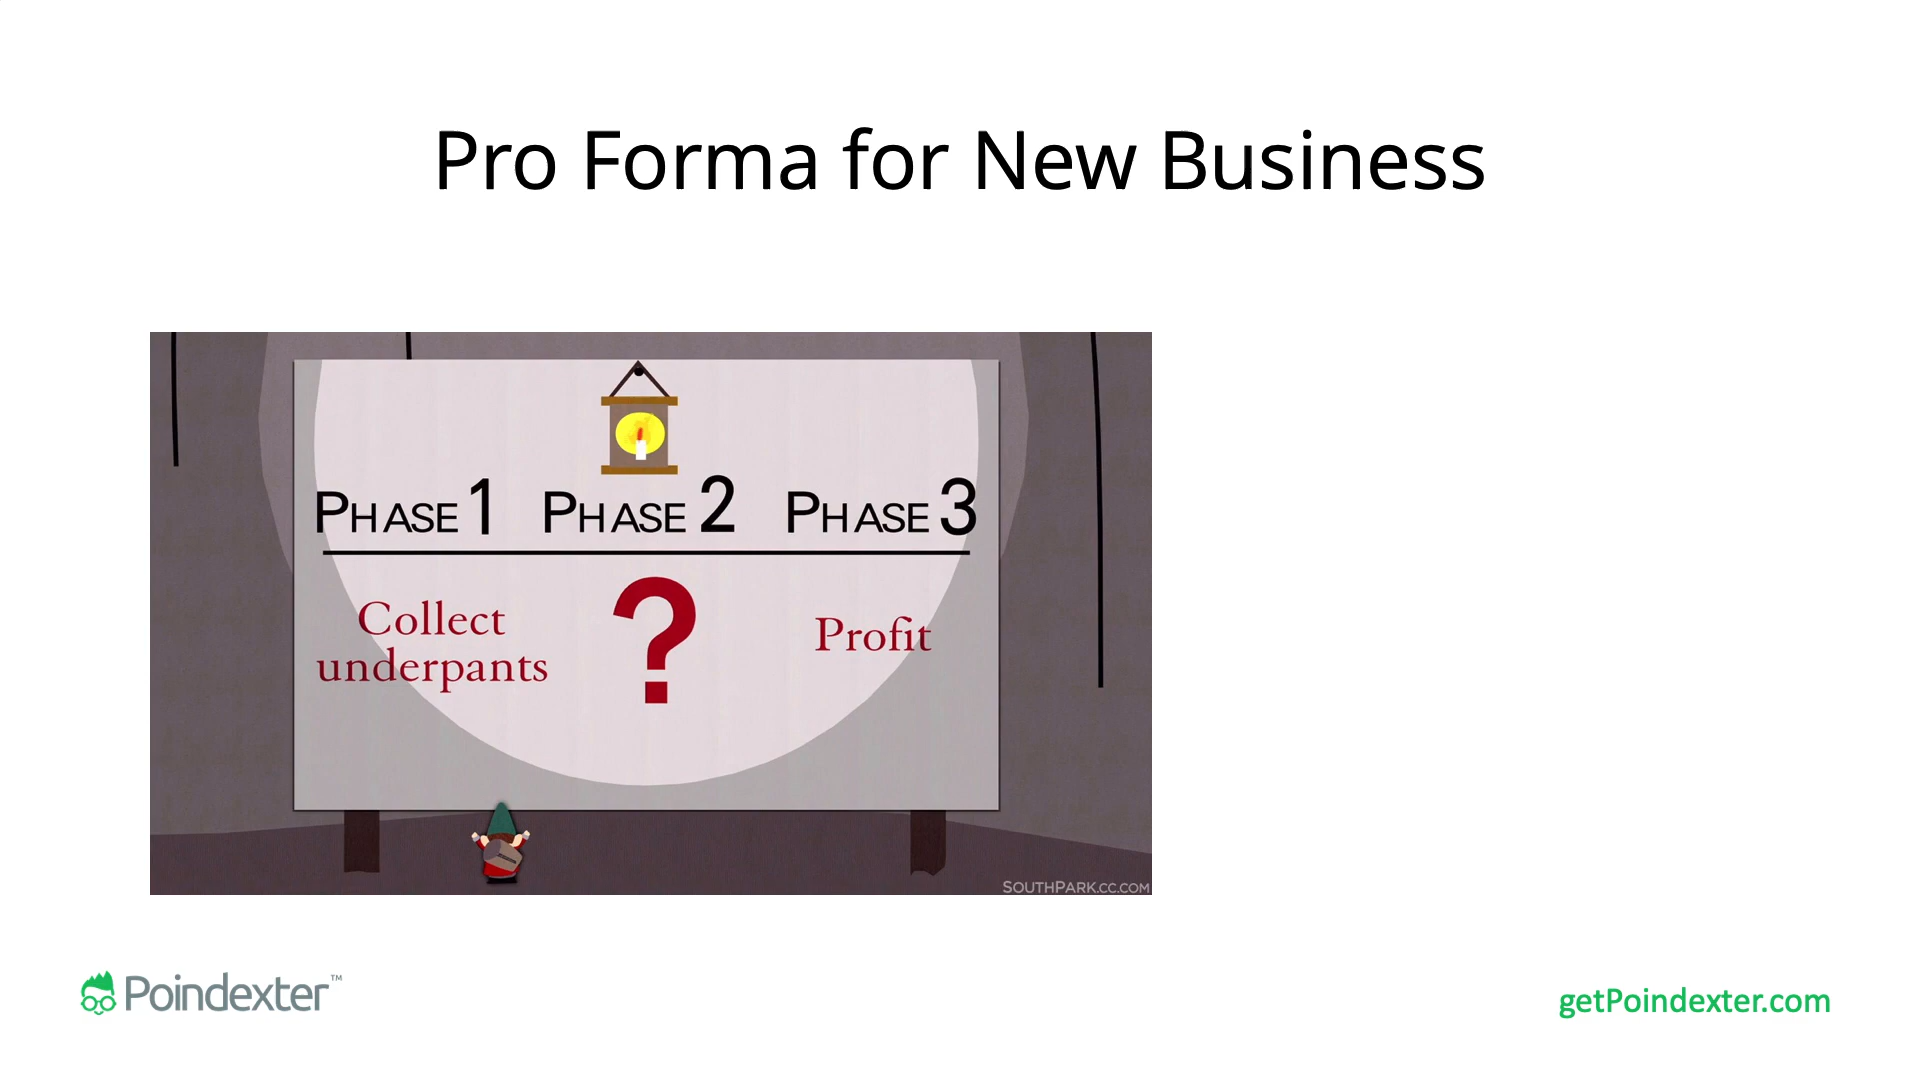 Pro Forma for New Business
PHASE 1 PHASE 2 PHASE 3
Collect
underpants
?
Profit
SOUTHPARK.CC.COM
Poindexter™
getPoindexter.com